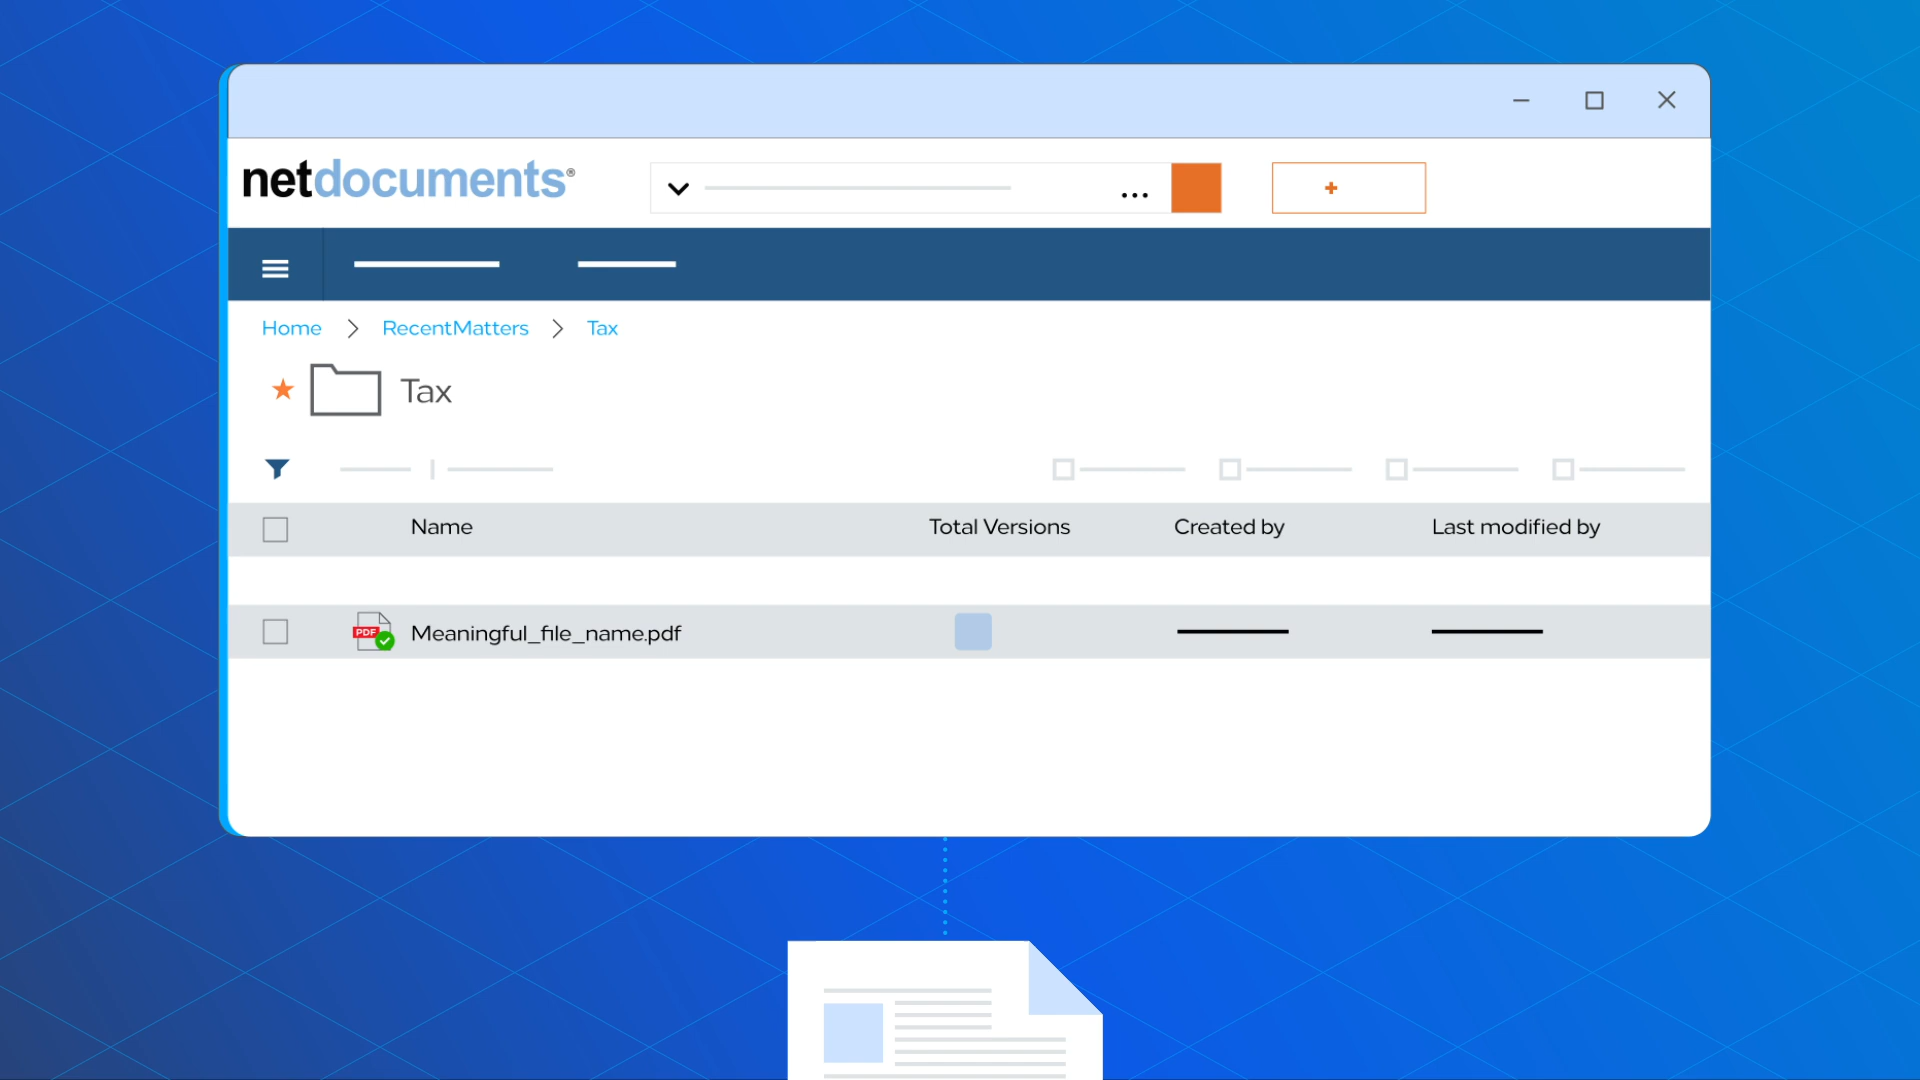 netdocuments®
Home > RecentMatters > Tax
Tax
Name Total Versions Created by Last modified by
PDF Meaningful_file_name.pdf